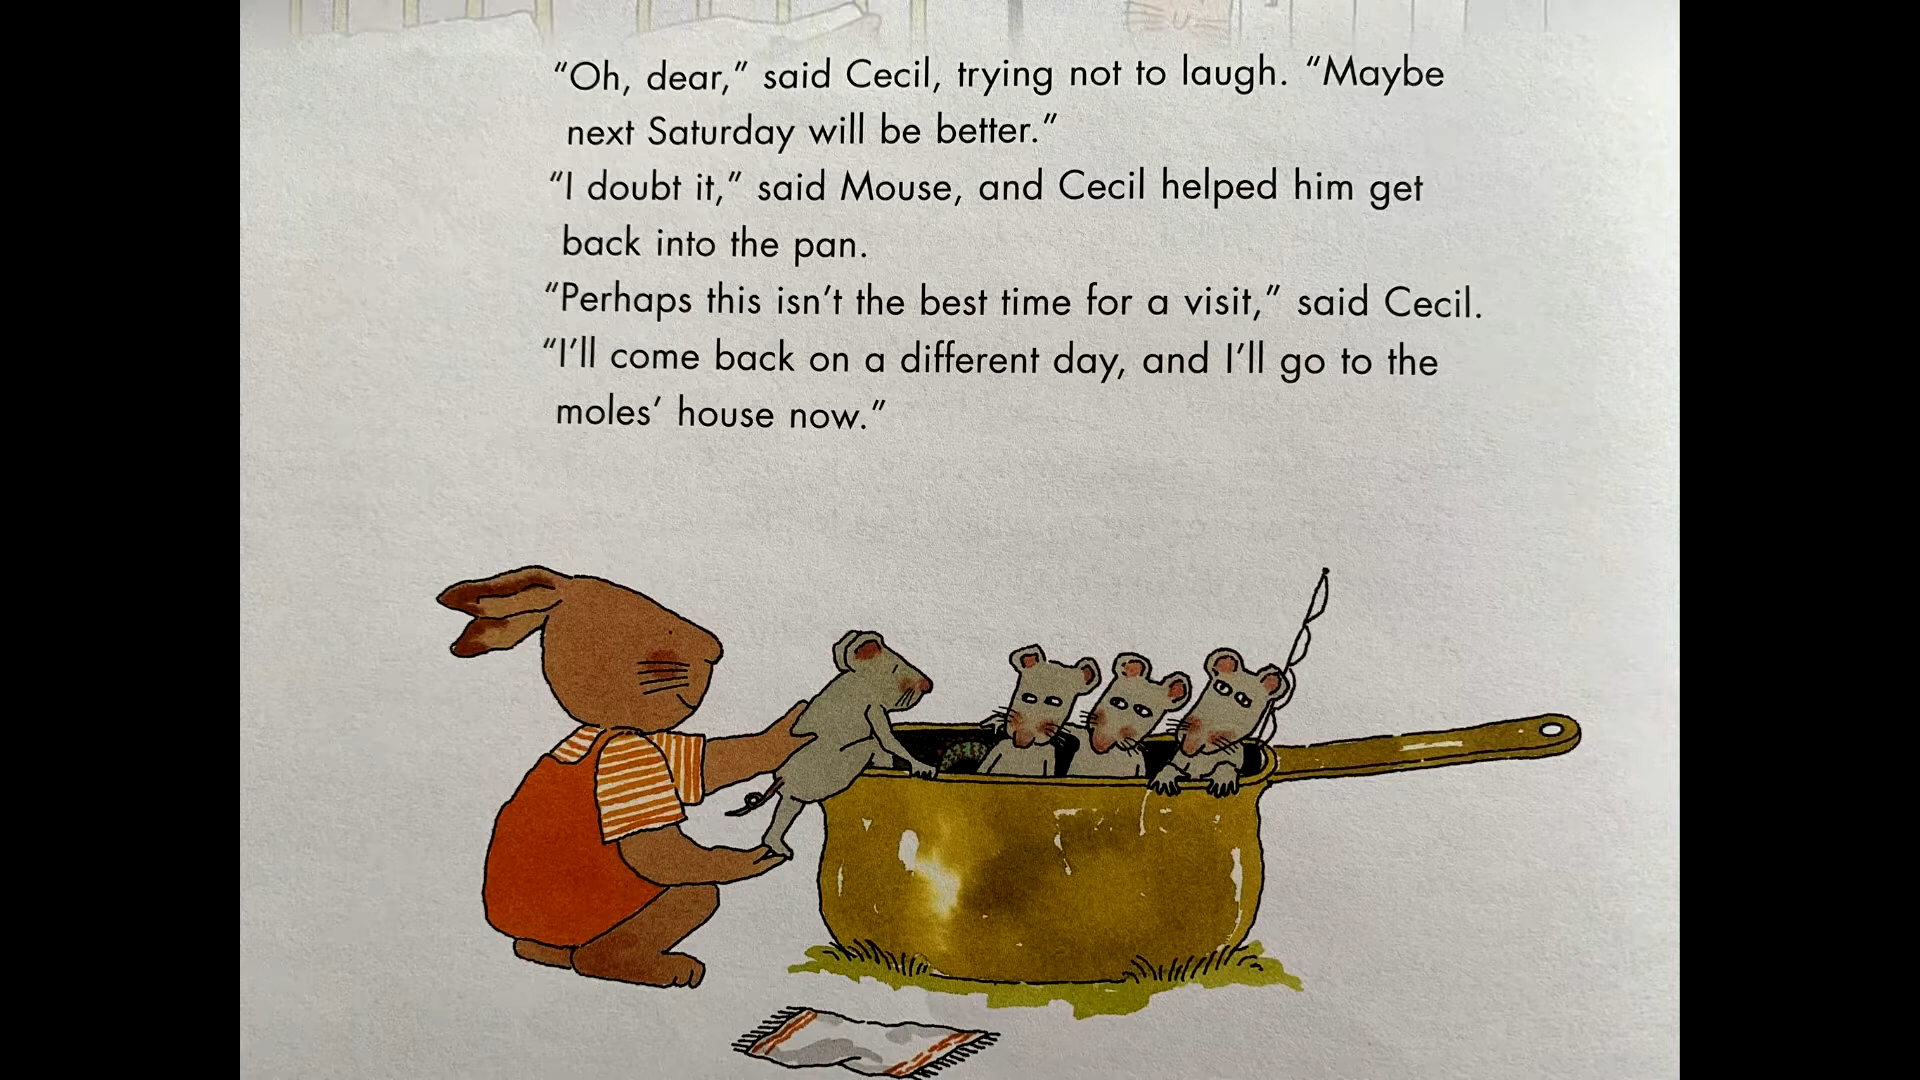 “Oh, dear,” said Cecil, trying not to laugh. “Maybe
next Saturday will be better.”
“I doubt it,” said Mouse, and Cecil helped him get
back into the pan.
“Perhaps this isn’t the best time for a visit,” said Cecil.
“I’ll come back on a different day, and I’ll go to the
moles’ house now.”